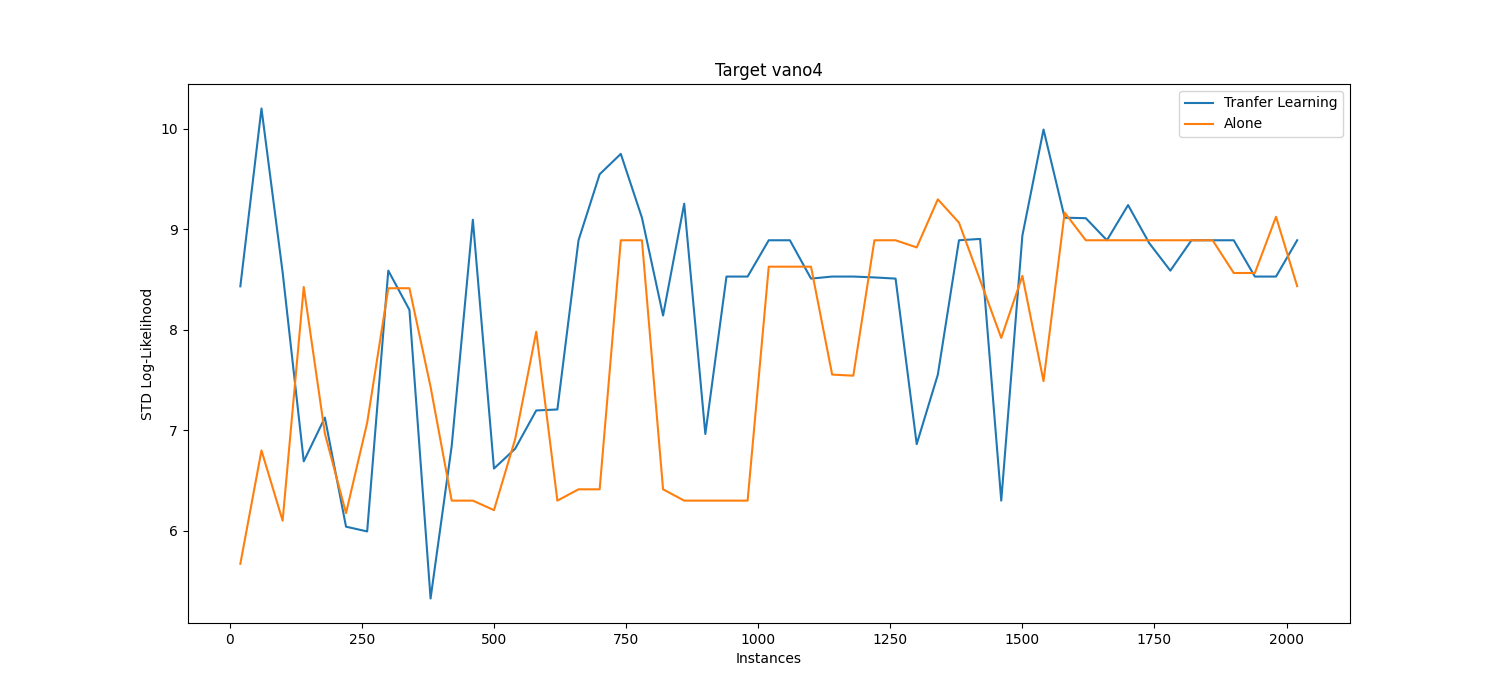 Target vano4
Tranfer Learning
Alone
STD Log-Likelihood
10
9
8
7
6
0 250 500 750 1000 1250 1500 1750 2000
Instances